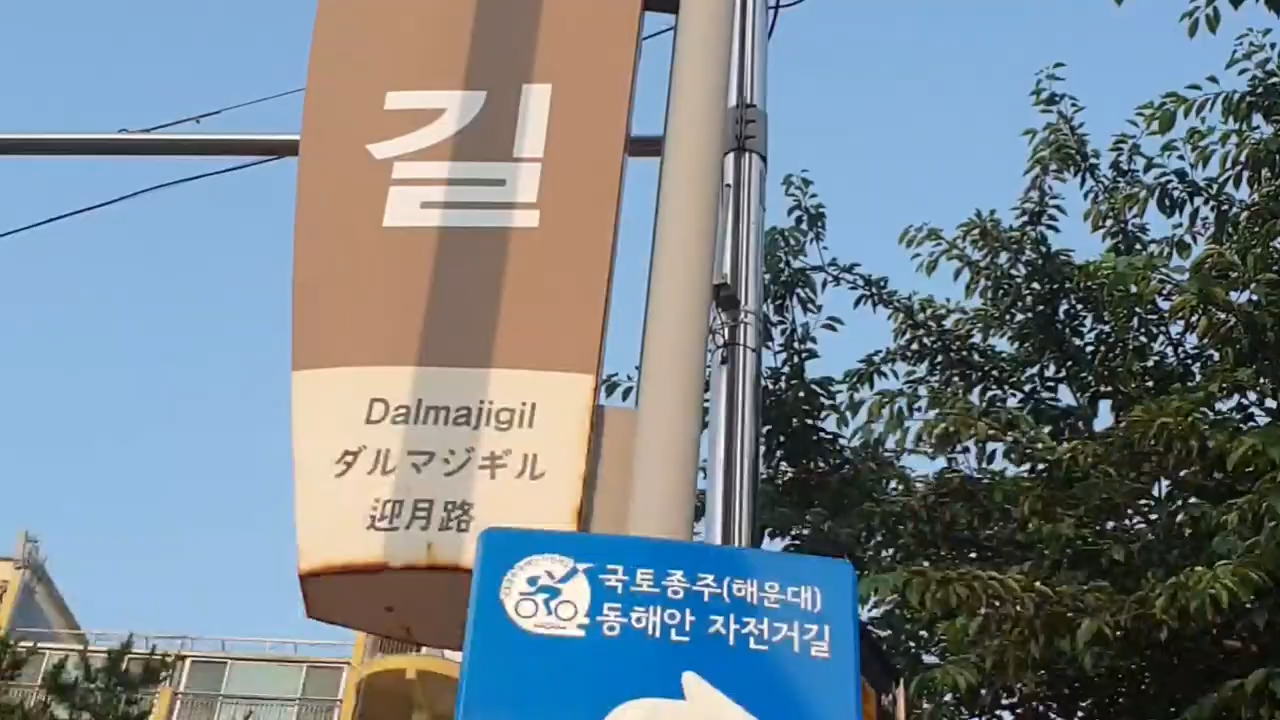 길
Dalmajigil
ダルマジギル
迎月路
국토종주(해운대)
동해안 자전거길